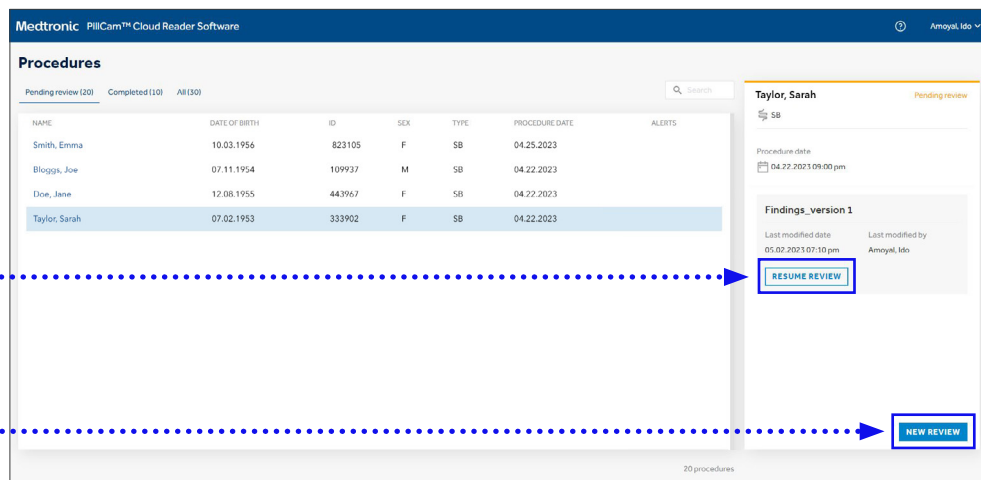 Medtronic PillCam™ Cloud Reader Software
Amoyal, Ido
Procedures
Pending review (20) Completed (10) All (30)
Search
NAME DATE OF BIRTH ID SEX TYPE PROCEDURE DATE ALERTS
Smith, Emma 10.03.1956 823105 F SB 04.25.2023
Bloggs, Joe 07.11.1954 109937 M SB 04.22.2023
Doe, Jane 12.08.1955 443967 F SB 04.22.2023
Taylor, Sarah 07.02.1953 333902 F SB 04.22.2023
20 procedures
Taylor, Sarah Pending review
SB
Procedure date
04.22.2023 09:00 pm
Findings_version 1
Last modified date Last modified by
05.02.2023 07:10 pm Amoyal, Ido
RESUME REVIEW
NEW REVIEW